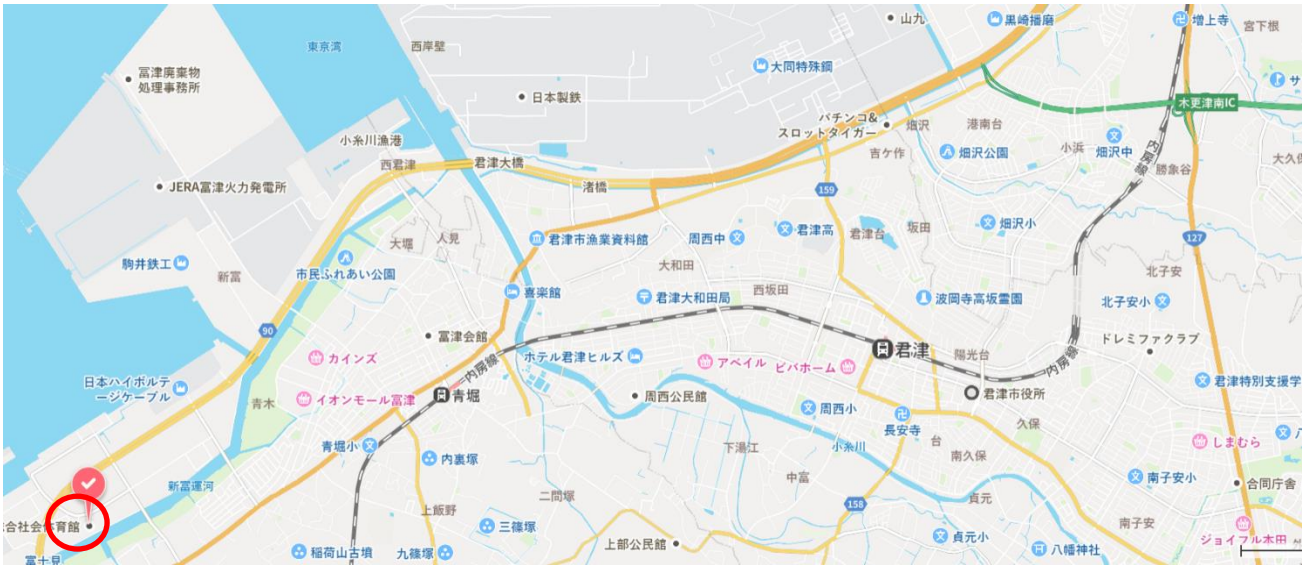 東京湾
西岸壁
山九
黒崎播磨
増上寺
宮下根
富津廃棄物
処理事務所
日本製鉄
大同特殊鋼
サ
木更津南IC
パチンコ&
スロットタイガー
畑沢
港南台
小糸川漁港
西君津
君津大橋
渚橋
吉ケ作
畑沢公園
小浜
畑沢中
内房線
勝象谷
大久保
JERA富津火力発電所
159
君津市漁業資料館
周西中
君津高
君津台
坂田
畑沢小
127
大堀
人見
駒井鉄工
新富
市民ふれあい公園
大和田
北子安
喜楽館
君津大和田局
西坂田
波岡寺高坂霊園
北子安小
90
富津会館
内房線
ホテル君津ヒルズ
君津
陽光台
内房線
ドレミファクラブ
カインズ
アベイル
ビバホーム
日本ハイボルテ
ージケーブル
青木
イオンモール富津
青堀
周西公民館
君津市役所
君津特別支援学
周西小
長安寺
久保
青堀小
内裏塚
下湯江
小糸川
台
南久保
しまむら
八
新富運河
二間塚
中富
南子安小
合同庁舎
上飯野
158
貞元
合社会体育館
三篠塚
南子安
富士見
稲荷山古墳
九篠塚
上部公民館
貞元小
八幡神社
ジョイフル本田